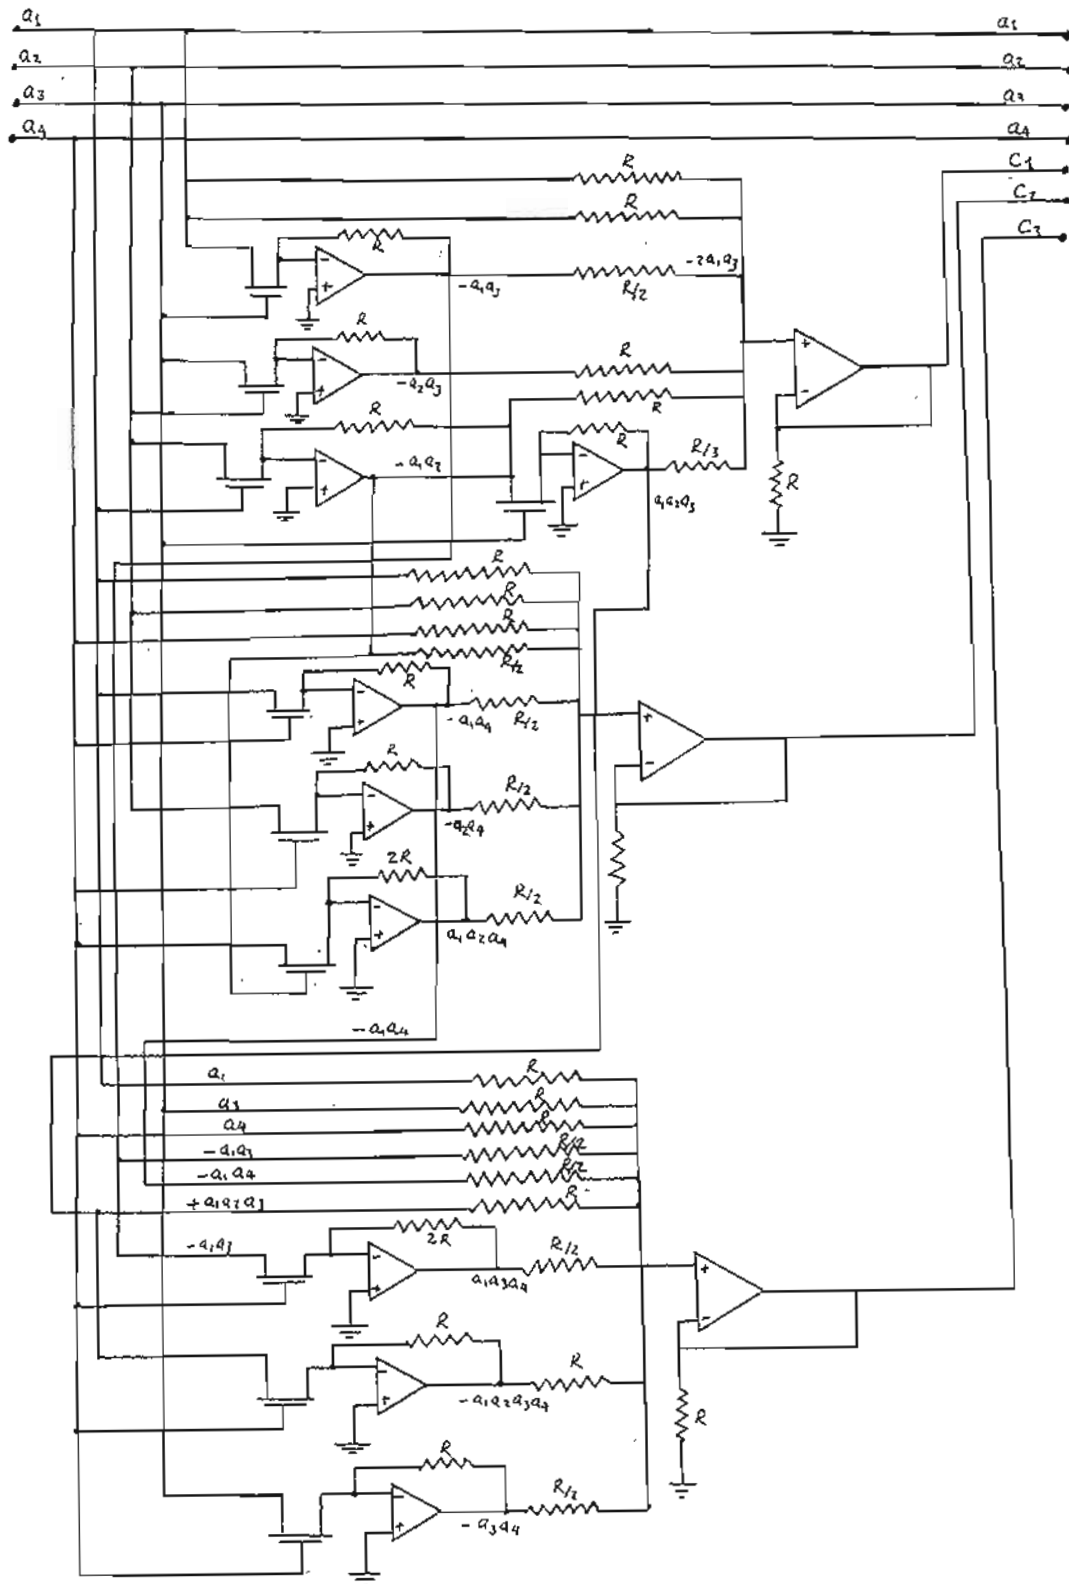 a1 a1
a2 a2
a3 a3
a4 a4
C1
R
C2
R
C3
R
-a1a3
R/2
-2a1a3
R
-a2a3
R
+
-
R
R
-a1a2
R
R/3
a1a2a3
R
R
R
R
R/2
R
-a1a4
R/2
R
-a2a4
R/2
2R
a1a2a4
R/2
-a1a4
R
a3 R
a4 R
-a1a3 R/2
-a1a4 R/2
+a1a2a3 R
-a1a3
2R
a1a3a4
R/2
R
-a1a2a3a4
R
R
R
-a3a4
R/2